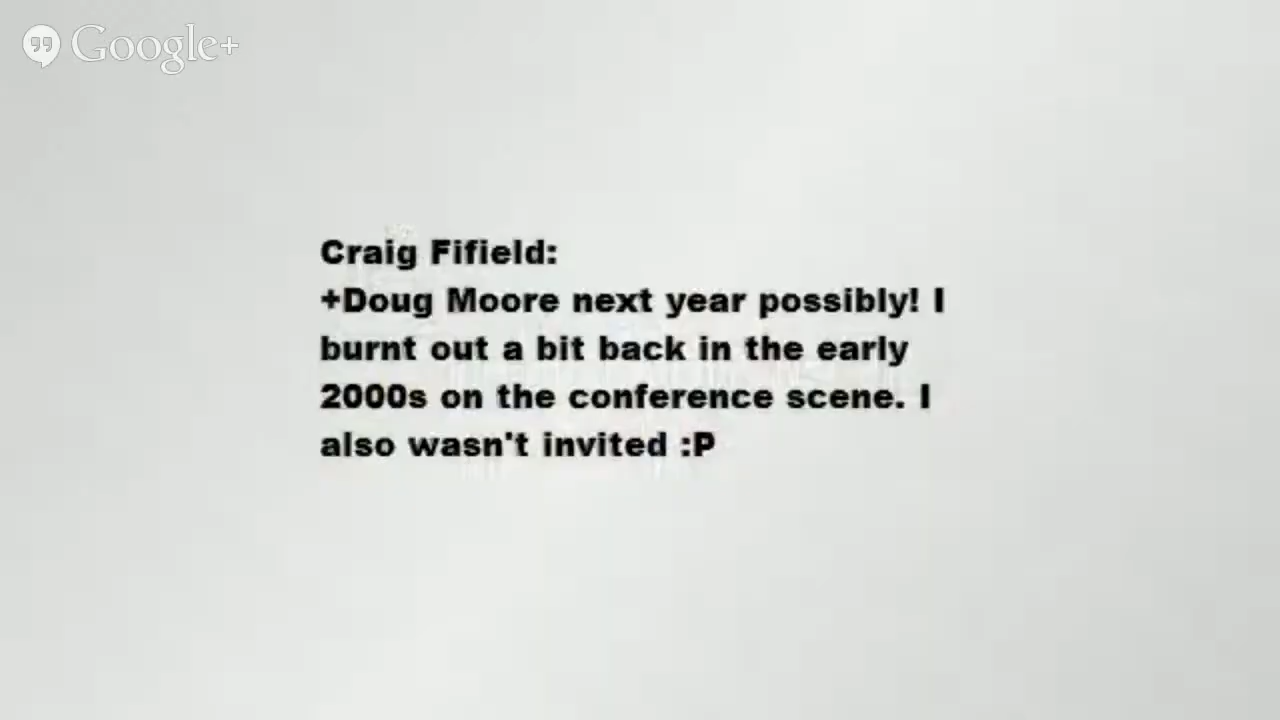 Google+
Craig Fifield:
+Doug Moore next year possibly! I
burnt out a bit back in the early
2000s on the conference scene. I
also wasn't invited :P